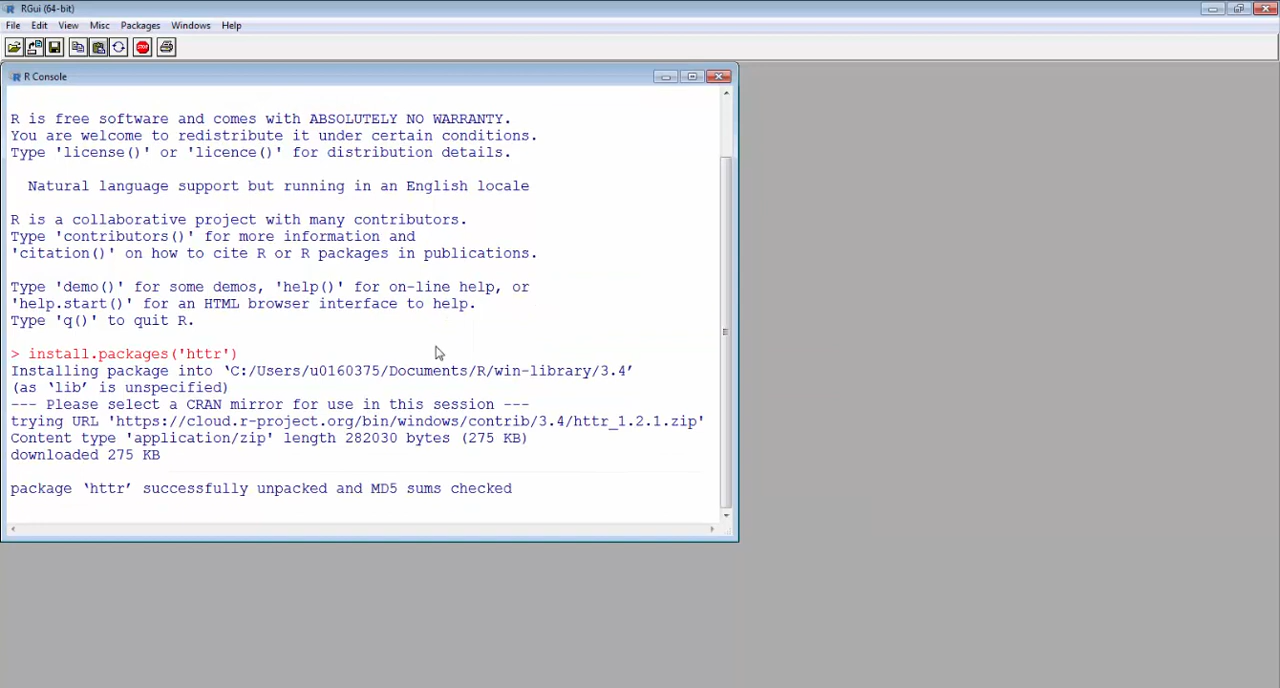 RGui (64-bit)
File Edit View Misc Packages Windows Help
STOP
R Console
R is free software and comes with ABSOLUTELY NO WARRANTY.
You are welcome to redistribute it under certain conditions.
Type 'license()' or 'licence()' for distribution details.
Natural language support but running in an English locale
R is a collaborative project with many contributors.
Type 'contributors()' for more information and
'citation()' on how to cite R or R packages in publications.
Type 'demo()' for some demos, 'help()' for on-line help, or
'help.start()' for an HTML browser interface to help.
Type 'q()' to quit R.
> install.packages('httr')
Installing package into ‘C:/Users/u0160375/Documents/R/win-library/3.4’
(as ‘lib’ is unspecified)
--- Please select a CRAN mirror for use in this session ---
trying URL 'https://cloud.r-project.org/bin/windows/contrib/3.4/httr_1.2.1.zip'
Content type 'application/zip' length 282030 bytes (275 KB)
downloaded 275 KB
package ‘httr’ successfully unpacked and MD5 sums checked